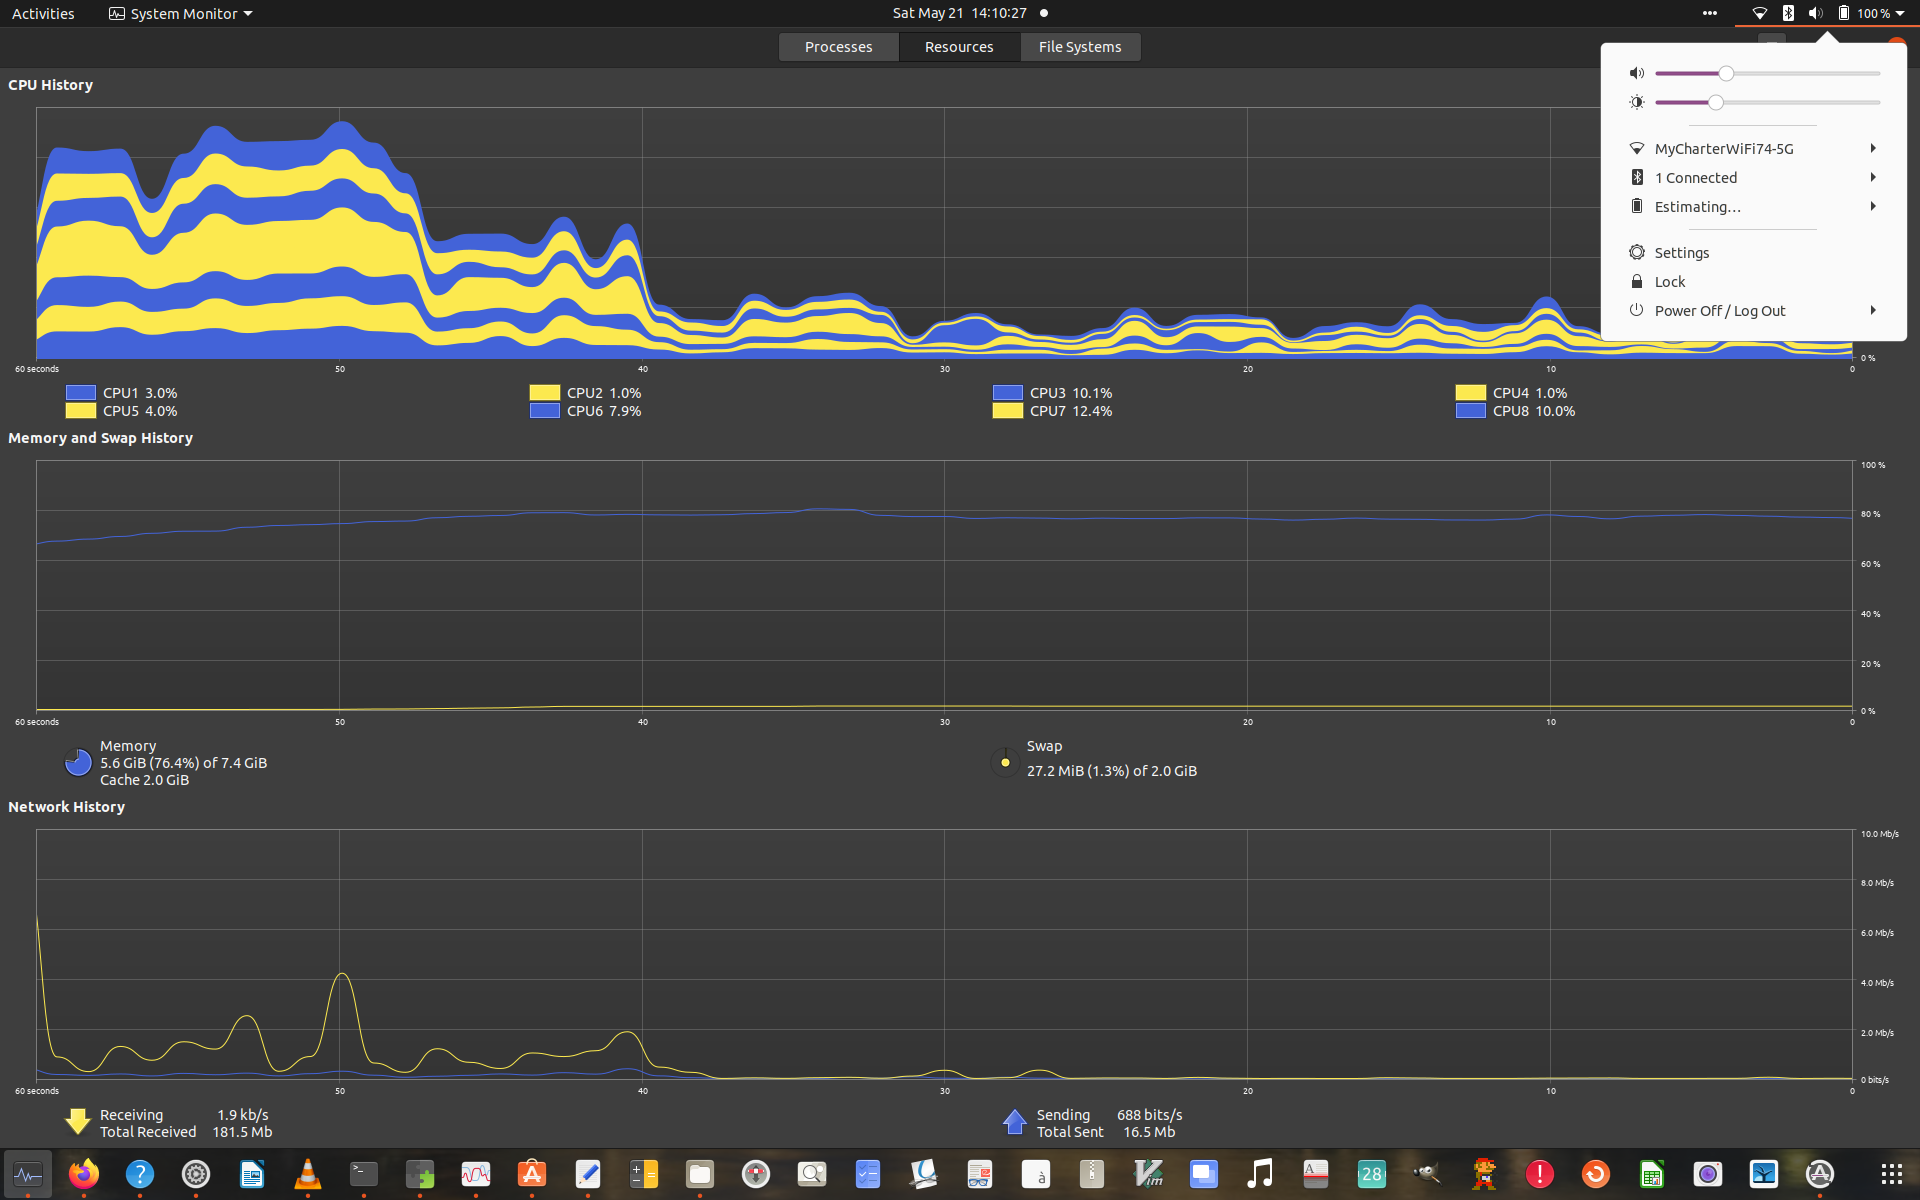 Activities System Monitor Sat May 21 14:10:27 100 %
Processes Resources File Systems
CPU History
MyCharterWiFi74-5G
1 Connected
Estimating…
Settings
Lock
Power Off / Log Out
0 %
60 seconds 50 40 30 20 10 0
CPU1 3.0% CPU2 1.0% CPU3 10.1% CPU4 1.0%
CPU5 4.0% CPU6 7.9% CPU7 12.4% CPU8 10.0%
Memory and Swap History
100 %
80 %
60 %
40 %
20 %
0 %
60 seconds 50 40 30 20 10 0
Memory
5.6 GiB (76.4%) of 7.4 GiB
Cache 2.0 GiB
Swap
27.2 MiB (1.3%) of 2.0 GiB
Network History
10.0 Mb/s
8.0 Mb/s
6.0 Mb/s
4.0 Mb/s
2.0 Mb/s
0 bits/s
60 seconds 50 40 30 20 10 0
Receiving 1.9 kb/s
Total Received 181.5 Mb
Sending 688 bits/s
Total Sent 16.5 Mb
? >_ A à Vim A 28 !